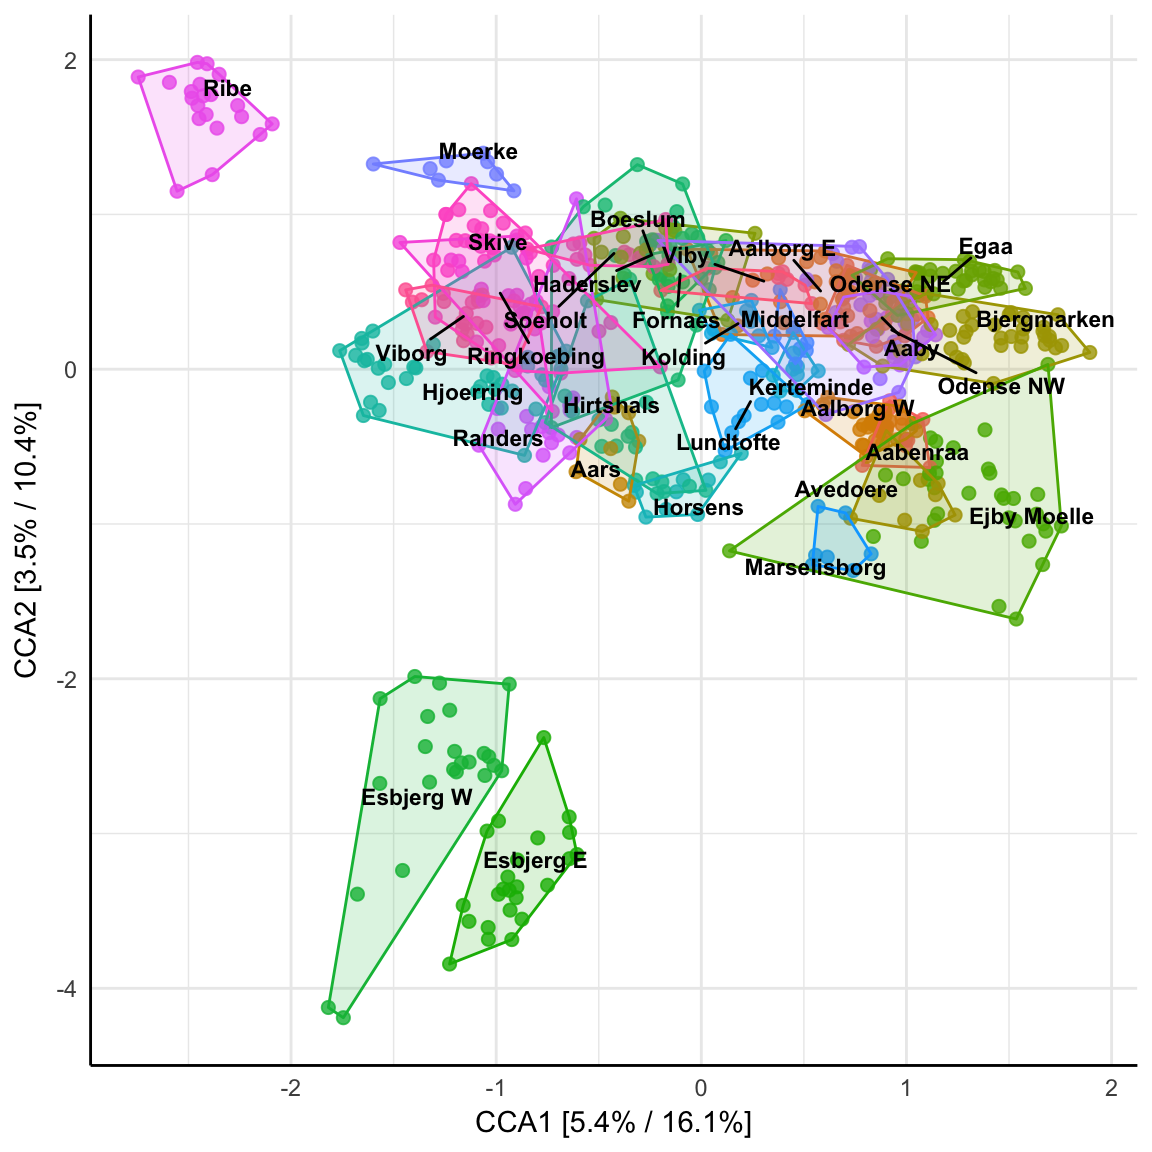 2
Ribe
Moerke
Boeslum
Skive
Viby
Aalborg E
Egaa
Haderslev
Odense NE
Soeholt
Fornaes
Middelfart
Bjergmarken
Viborg
Ringkoebing
Kolding
Aaby
0
Hjoerring
Kerteminde
Odense NW
Hirtshals
Aalborg W
Randers
Lundtofte
Aabenraa
Aars
Avedoere
Horsens
Ejby Moelle
Marselisborg
-2
Esbjerg W
Esbjerg E
-4
-2
-1
0
1
2
CCA1 [5.4% / 16.1%]
CCA2 [3.5% / 10.4%]